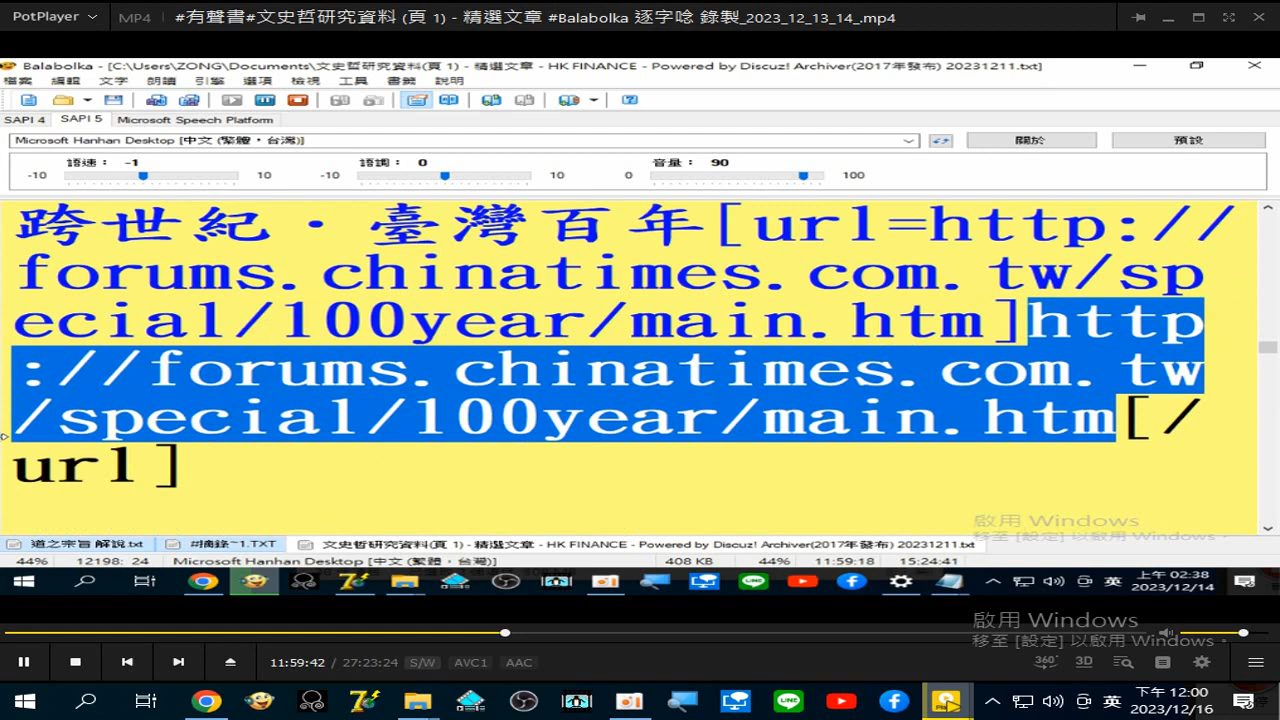 PotPlayer MP4 #有聲書#文史哲研究資料 (頁 1) - 精選文章 #Balabolka 逐字唸 錄製_2023_12_13_14_.mp4
Balabolka - [C:\Users\ZONG\Documents\文史哲研究資料(頁 1) - 精選文章 - HK FINANCE - Powered by Discuz! Archiver(2017年發布) 20231211.txt]
檔案 編輯 文字 朗讀 引擎 選項 檢視 工具 書籤 說明
SAPI 4 SAPI 5 Microsoft Speech Platform
Microsoft Hanhan Desktop [中文 (繁體，台灣)] 關於 預設
語速： -1 語調： 0 音量： 90
-10 10 -10 10 0 100
跨世紀‧臺灣百年[url=http://
forums.chinatimes.com.tw/sp
ecial/100year/main.htm]http
://forums.chinatimes.com.tw
/special/100year/main.htm[/
url]
啟用 Windows
移至 [設定] 以啟用 Windows。
道之宗旨 解說.txt #摘錄~1.TXT 文史哲研究資料(頁 1) - 精選文章 - HK FINANCE - Powered by Discuz! Archiver(2017年發布) 20231211.txt
44% 12198: 24 Microsoft Hanhan Desktop [中文 (繁體，台灣)] 408 KB 44% 11:59:18 15:24:41
英 上午 02:38
2023/12/14
啟用 Windows
移至 [設定] 以啟用 Windows。
11:59:42 / 27:23:24 S/W AVC1 AAC 360° 3D
英 下午 12:00
2023/12/16